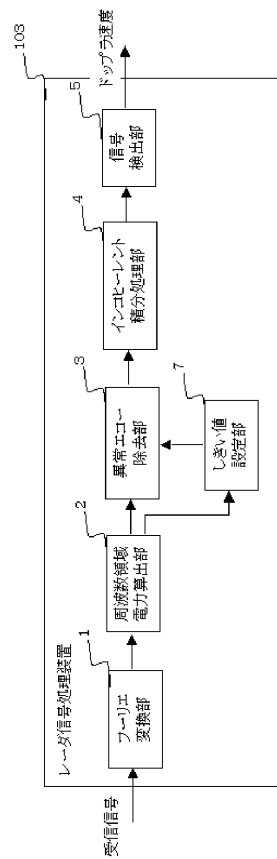 103
レーダ信号処理装置
受信信号
1
フーリエ
変換部
2
周波数領域
電力算出部
3
異常エコー
除去部
7
しきい値
設定部
4
インコヒーレント
積分処理部
5
信号
検出部
ドップラ速度